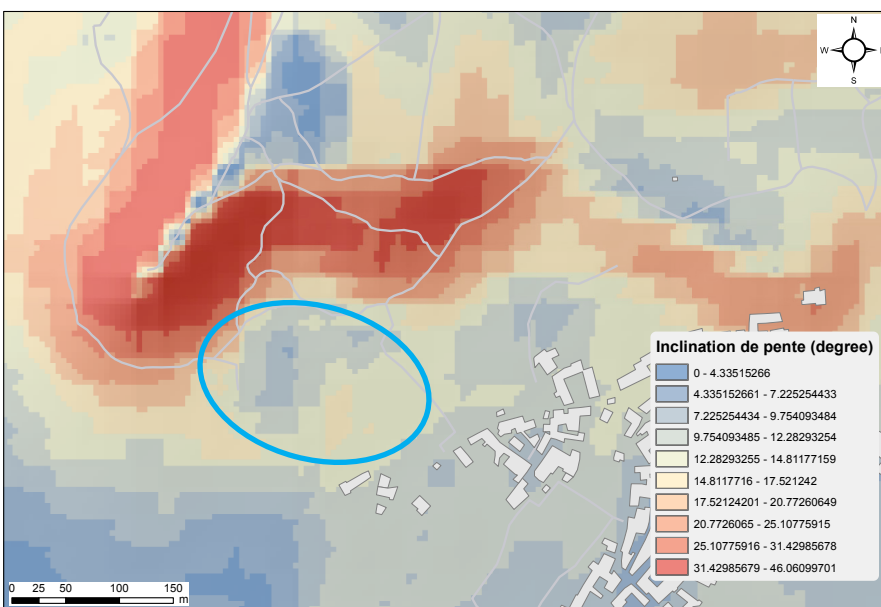 N
W
S
Inclination de pente (degree)
0 - 4.33515266
4.335152661 - 7.225254433
7.225254434 - 9.754093484
9.754093485 - 12.28293254
12.28293255 - 14.81177159
14.8117716 - 17.521242
17.52124201 - 20.77260649
20.7726065 - 25.10775915
25.10775916 - 31.42985678
31.42985679 - 46.06099701
0 25 50 100 150
m